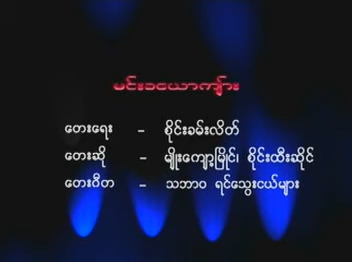 မင်းခယောကျ်ား
တေးရေး – စိုင်းခမ်းလိတ်
တေးဆို – မျိုးကျော့မြိုင်၊ စိုင်းထီးဆိုင်
တေးဂီတ – သဘာဝ ရင်သွေးငယ်များ